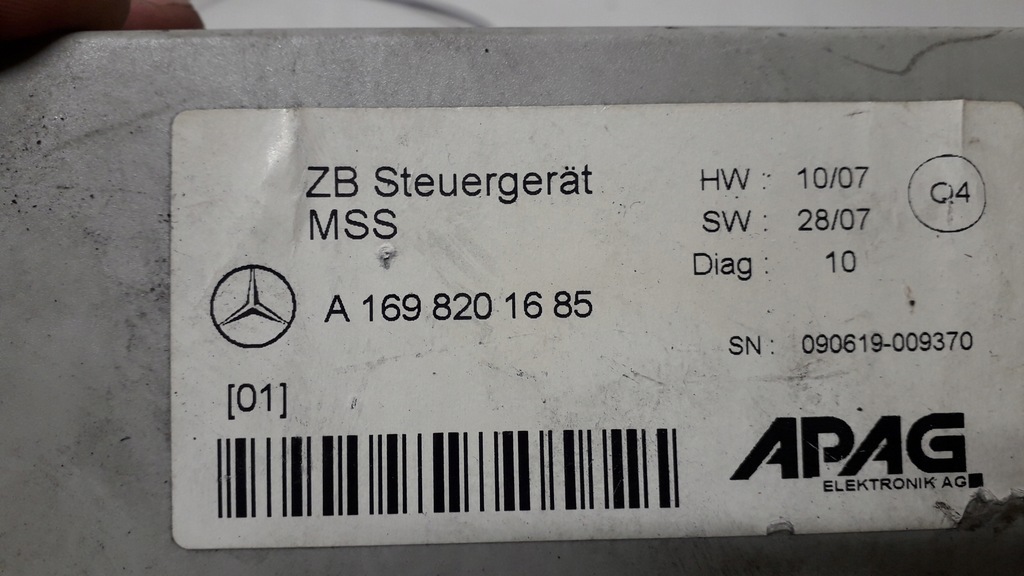 ZB Steuergerät
MSS
A 169 820 16 85
[01]
HW : 10/07
SW : 28/07
Diag : 10
Q4
SN : 090619-009370
APAG
ELEKTRONIK AG